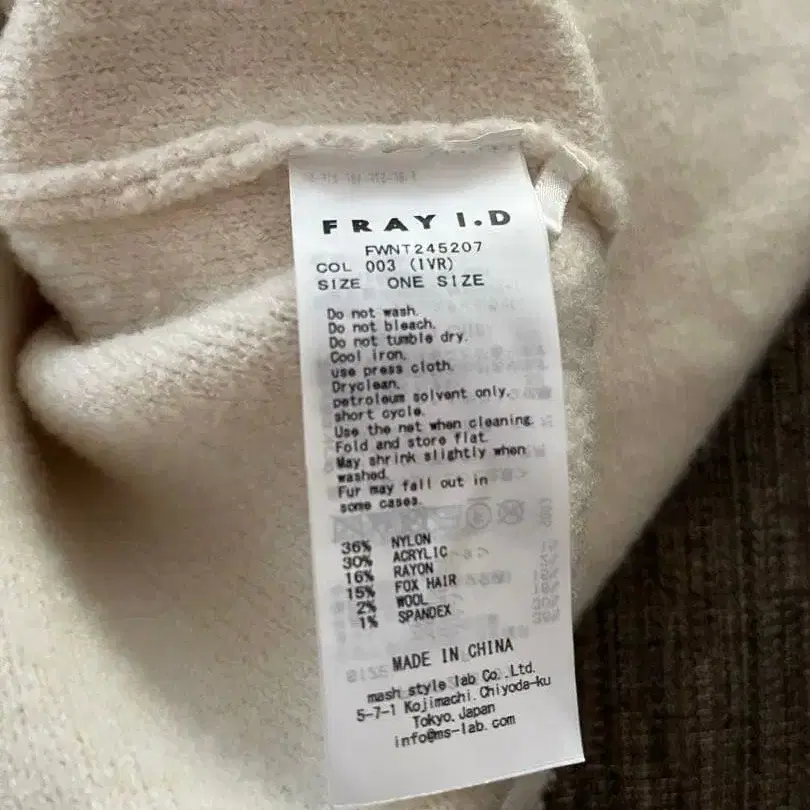 FRAY I.D
FWNT245207
COL 003 (IVR)
SIZE ONE SIZE
Do not wash.
Do not bleach.
Do not tumble dry.
Cool iron.
use press cloth.
Dryclean.
petroleum solvent only.
short cycle.
Use the net when cleaning.
Fold and store flat.
May shrink slightly when
washed.
Fur may fall out in
some cases.
36% NYLON
30% ACRYLIC
16% RAYON
15% FOX HAIR
2% WOOL
1% SPANDEX
MADE IN CHINA
mash style lab Co.,Ltd.
5-7-1 Kojimachi.Chiyoda-ku
Tokyo.Japan
info@ms-lab.com